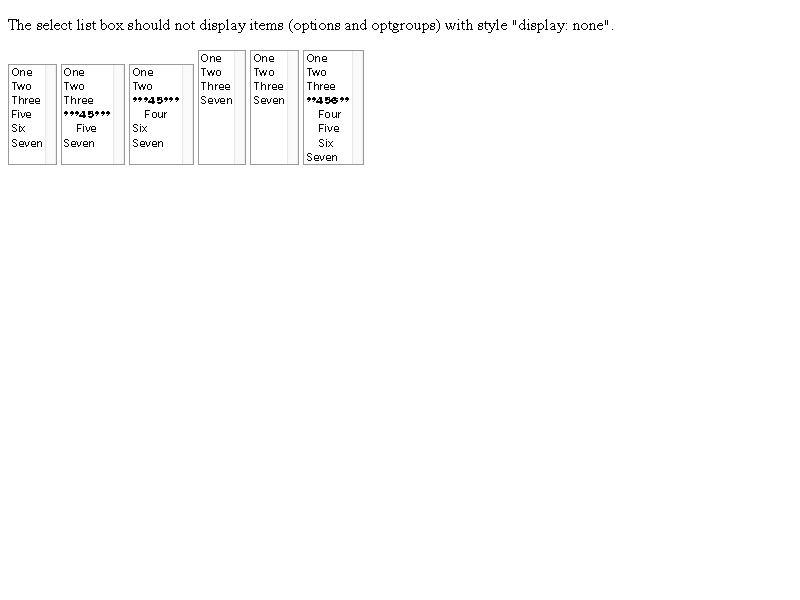 The select list box should not display items (options and optgroups) with style "display: none".
One
Two
Three
Five
Six
Seven
One
Two
Three
***45***
Five
Seven
One
Two
***45***
Four
Six
Seven
One
Two
Three
Seven
One
Two
Three
Seven
One
Two
Three
**456**
Four
Five
Six
Seven